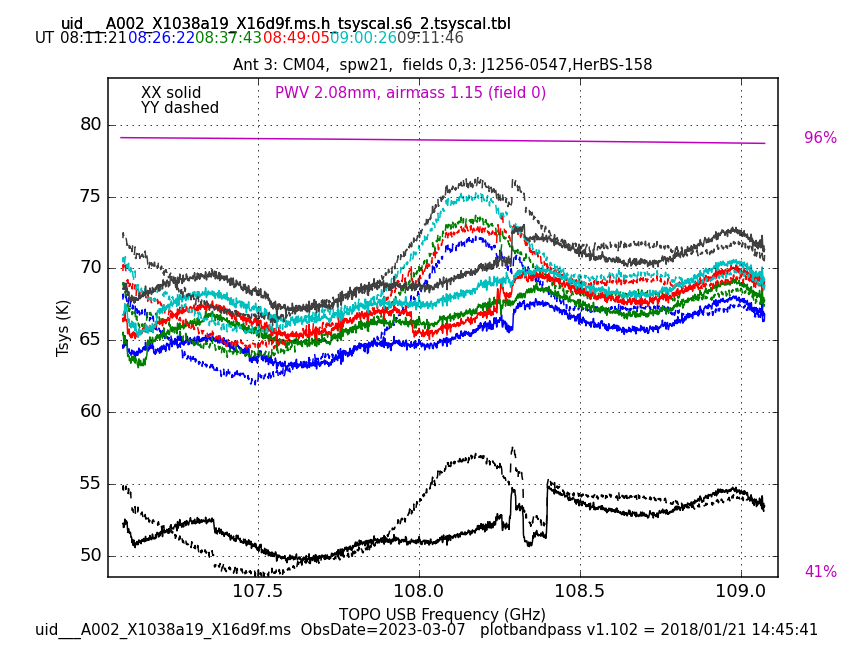 uid___A002_X1038a19_X16d9f.ms.h_tsyscal.s6_2.tsyscal.tbl
UT 08:11:21 08:26:22 08:37:43 08:49:05 09:00:26 09:11:46
Ant 3: CM04,  spw21,  fields 0,3: J1256-0547,HerBS-158
XX solid
YY dashed
PWV 2.08mm, airmass 1.15 (field 0)
96%
80
75
70
65
60
55
50
Tsys (K)
41%
107.5 108.0 108.5 109.0
TOPO USB Frequency (GHz)
uid___A002_X1038a19_X16d9f.ms  ObsDate=2023-03-07   plotbandpass v1.102 = 2018/01/21 14:45:41